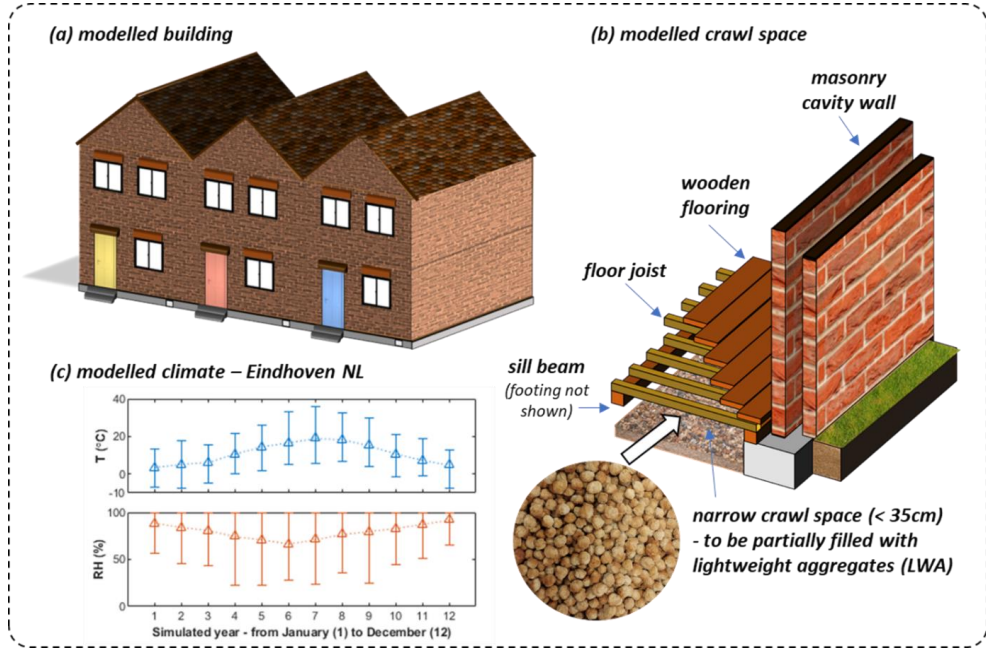 (a) modelled building
(b) modelled crawl space
masonry
cavity wall
wooden
flooring
floor joist
sill beam
(footing not
shown)
narrow crawl space (< 35cm)
- to be partially filled with
lightweight aggregates (LWA)
(c) modelled climate – Eindhoven NL
T (°C)
40
20
0
-10
RH (%)
100
50
0
1 2 3 4 5 6 7 8 9 10 11 12
Simulated year - from January (1) to December (12)